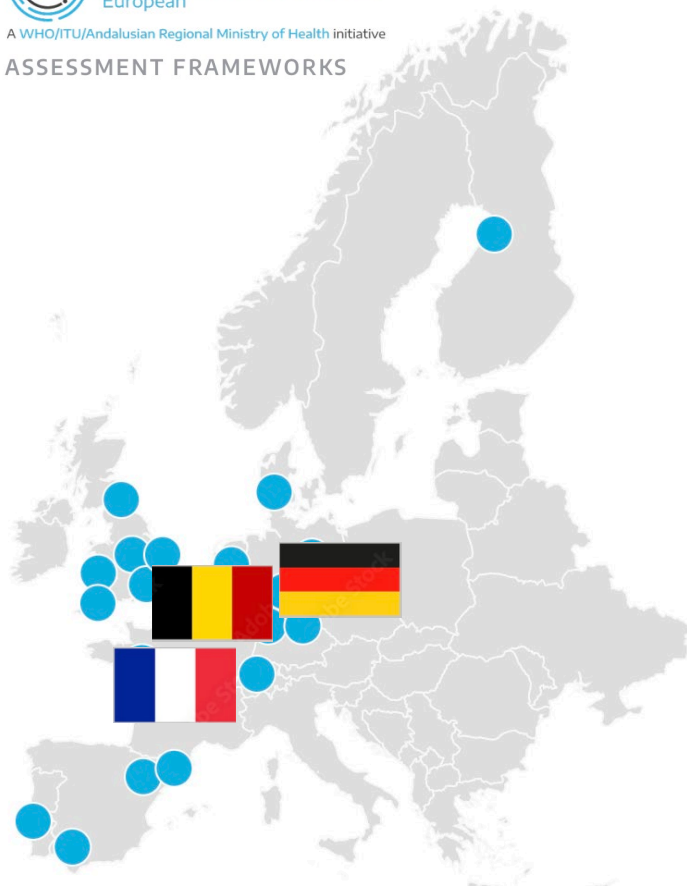 European
A WHO/ITU/Andalusian Regional Ministry of Health initiative
ASSESSMENT FRAMEWORKS